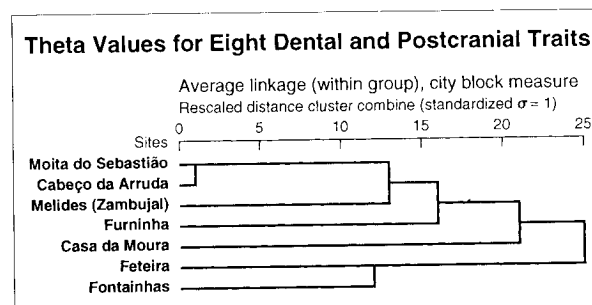 Theta Values for Eight Dental and Postcranial Traits
Average linkage (within group), city block measure
Rescaled distance cluster combine (standardized σ = 1)
Sites 0 5 10 15 20 25
Moita do Sebastião
Cabeço da Arruda
Melides (Zambujal)
Furninha
Casa da Moura
Feteira
Fontainhas